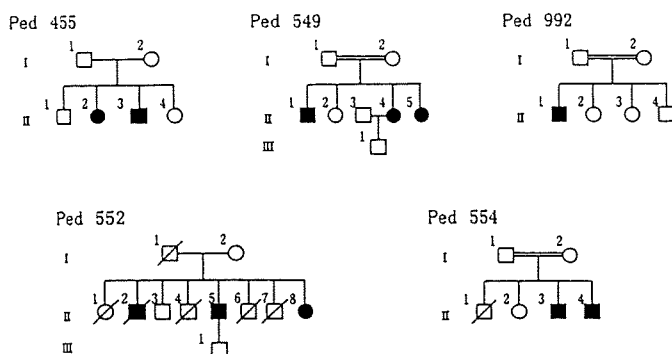 Ped 455 Ped 549 Ped 992
I 1 2 1 2 1 2
II 1 2 3 4 1 2 3 4 5 1 2 3 4
III 1
Ped 552 Ped 554
I 1 2 I 1 2
II 1 2 3 4 5 6 7 8 II 1 2 3 4
III 1